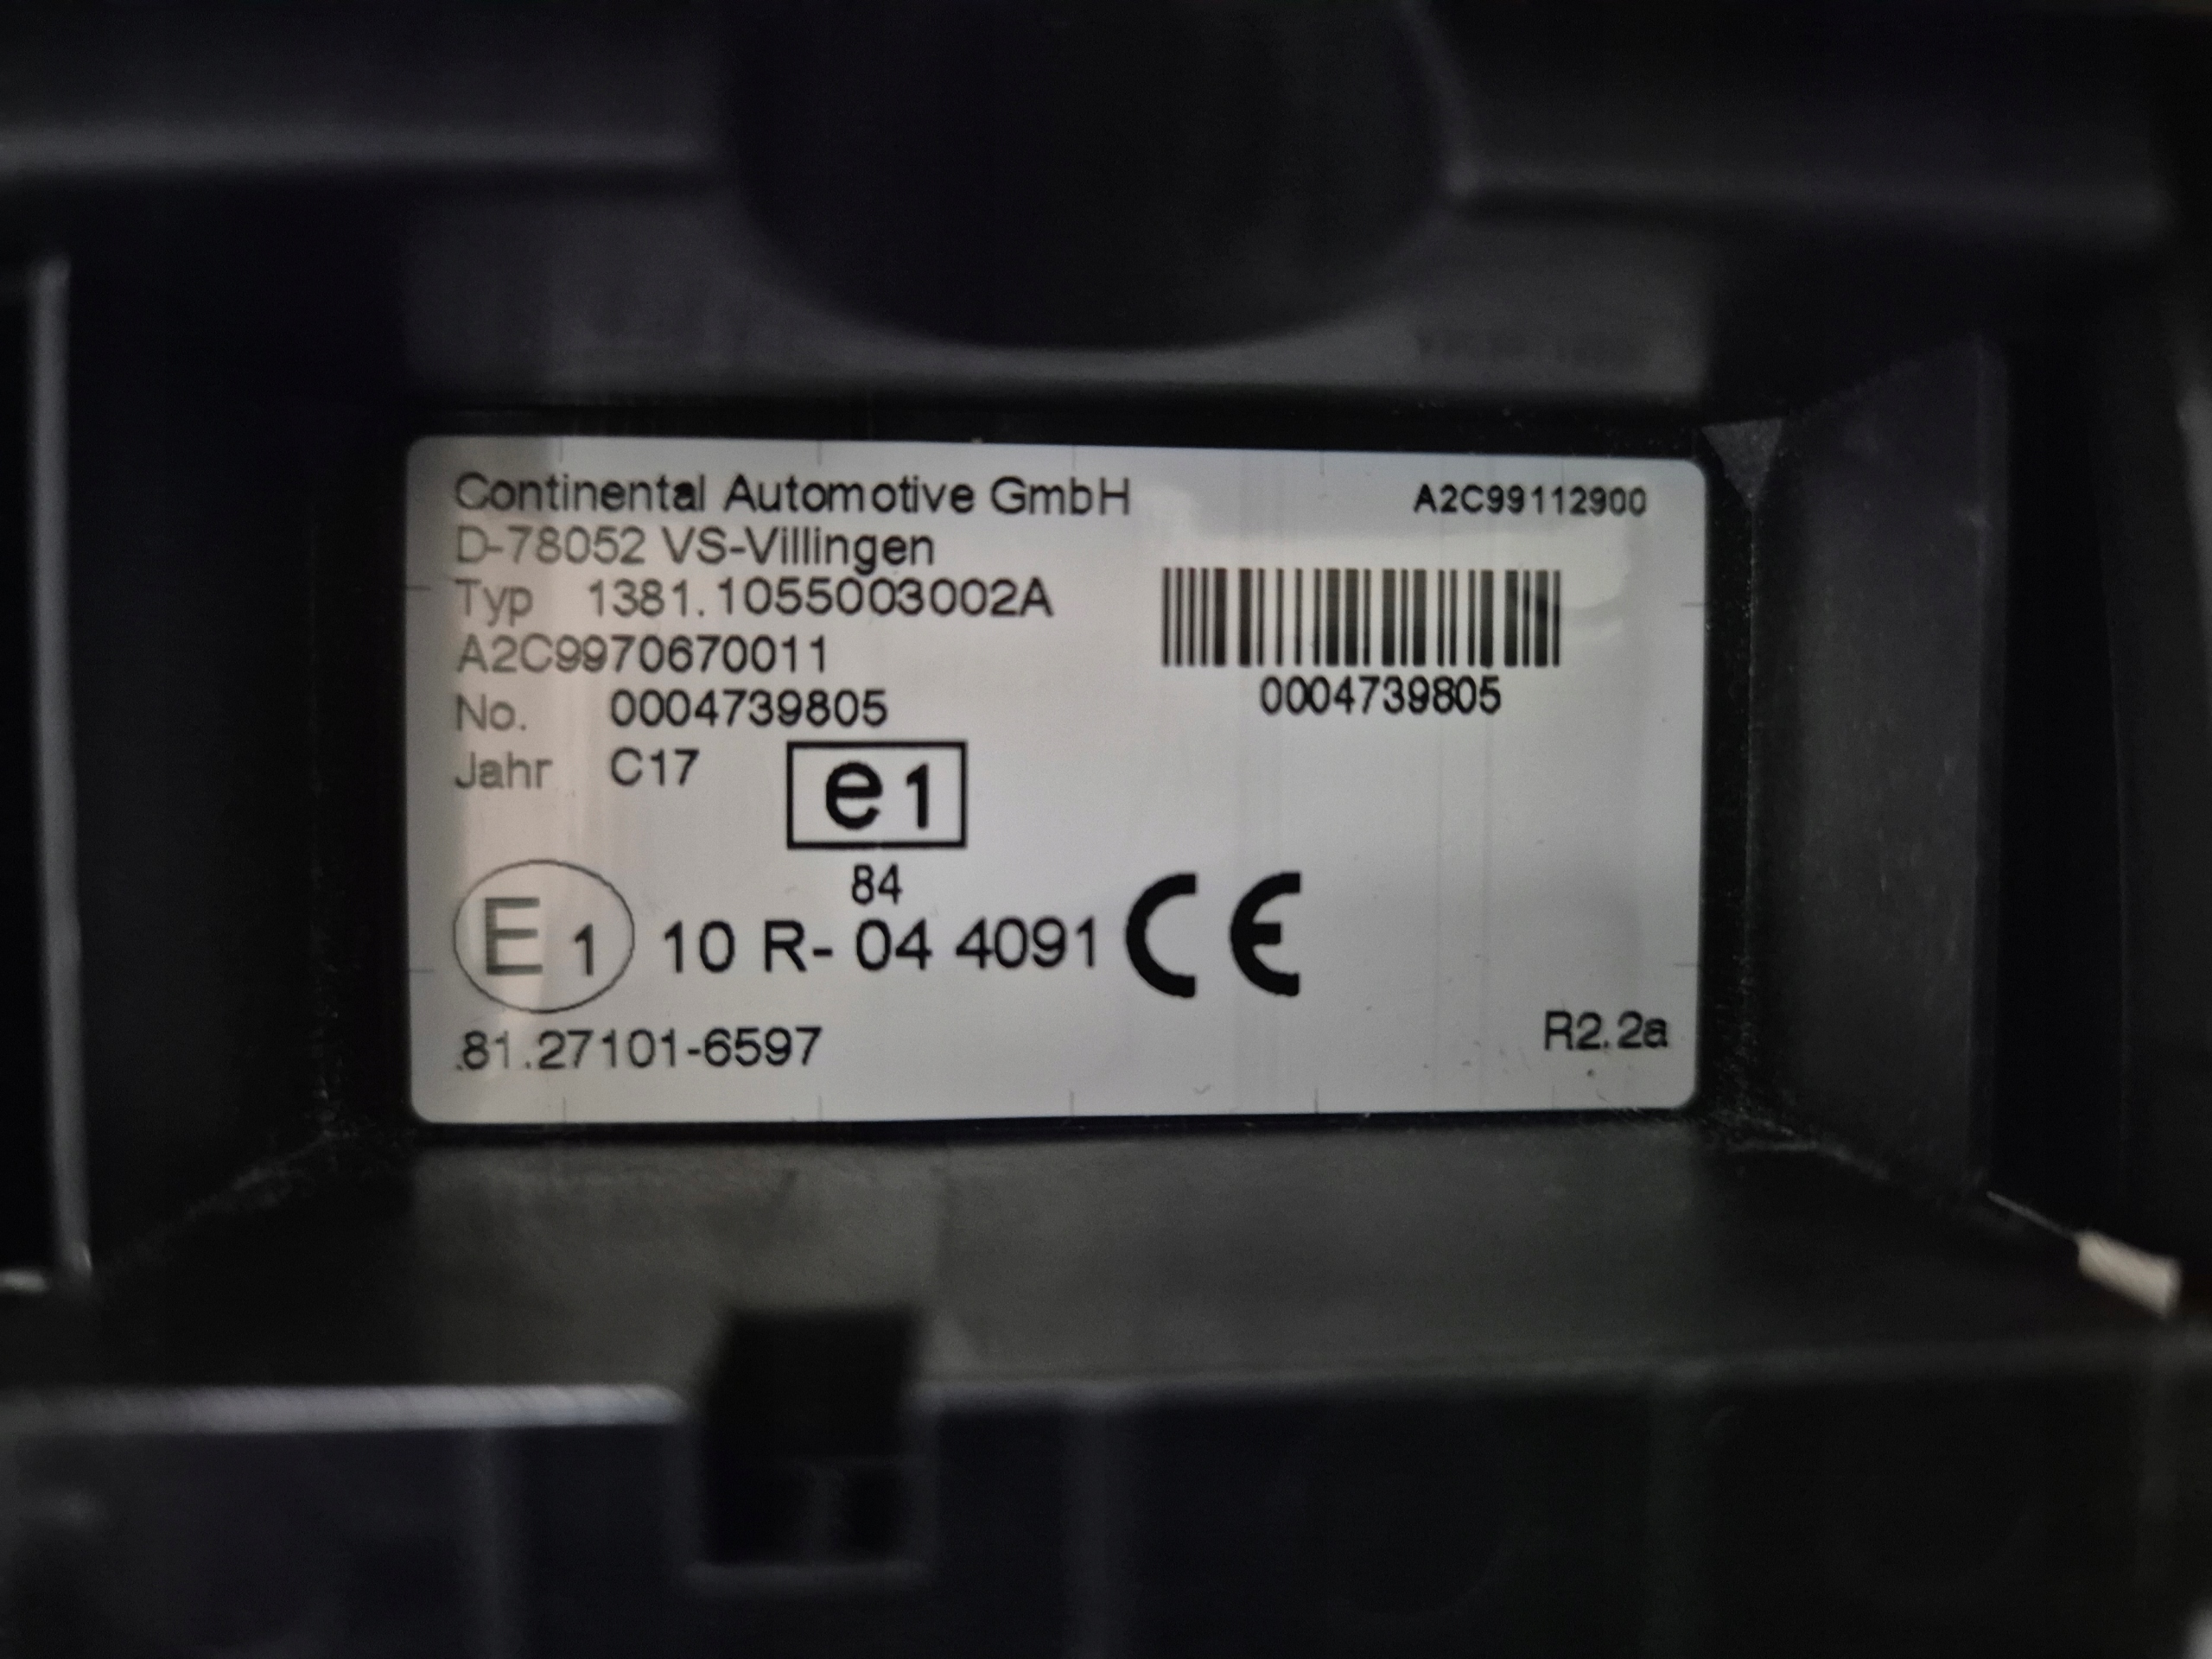 Continental Automotive GmbH
A2C99112900
D-78052 VS-Villingen
Typ 1381.1055003002A
A2C9970670011
No. 0004739805
0004739805
Jahr C17
e1
84
E1 10 R- 04 4091 CE
81.27101-6597
R2.2a